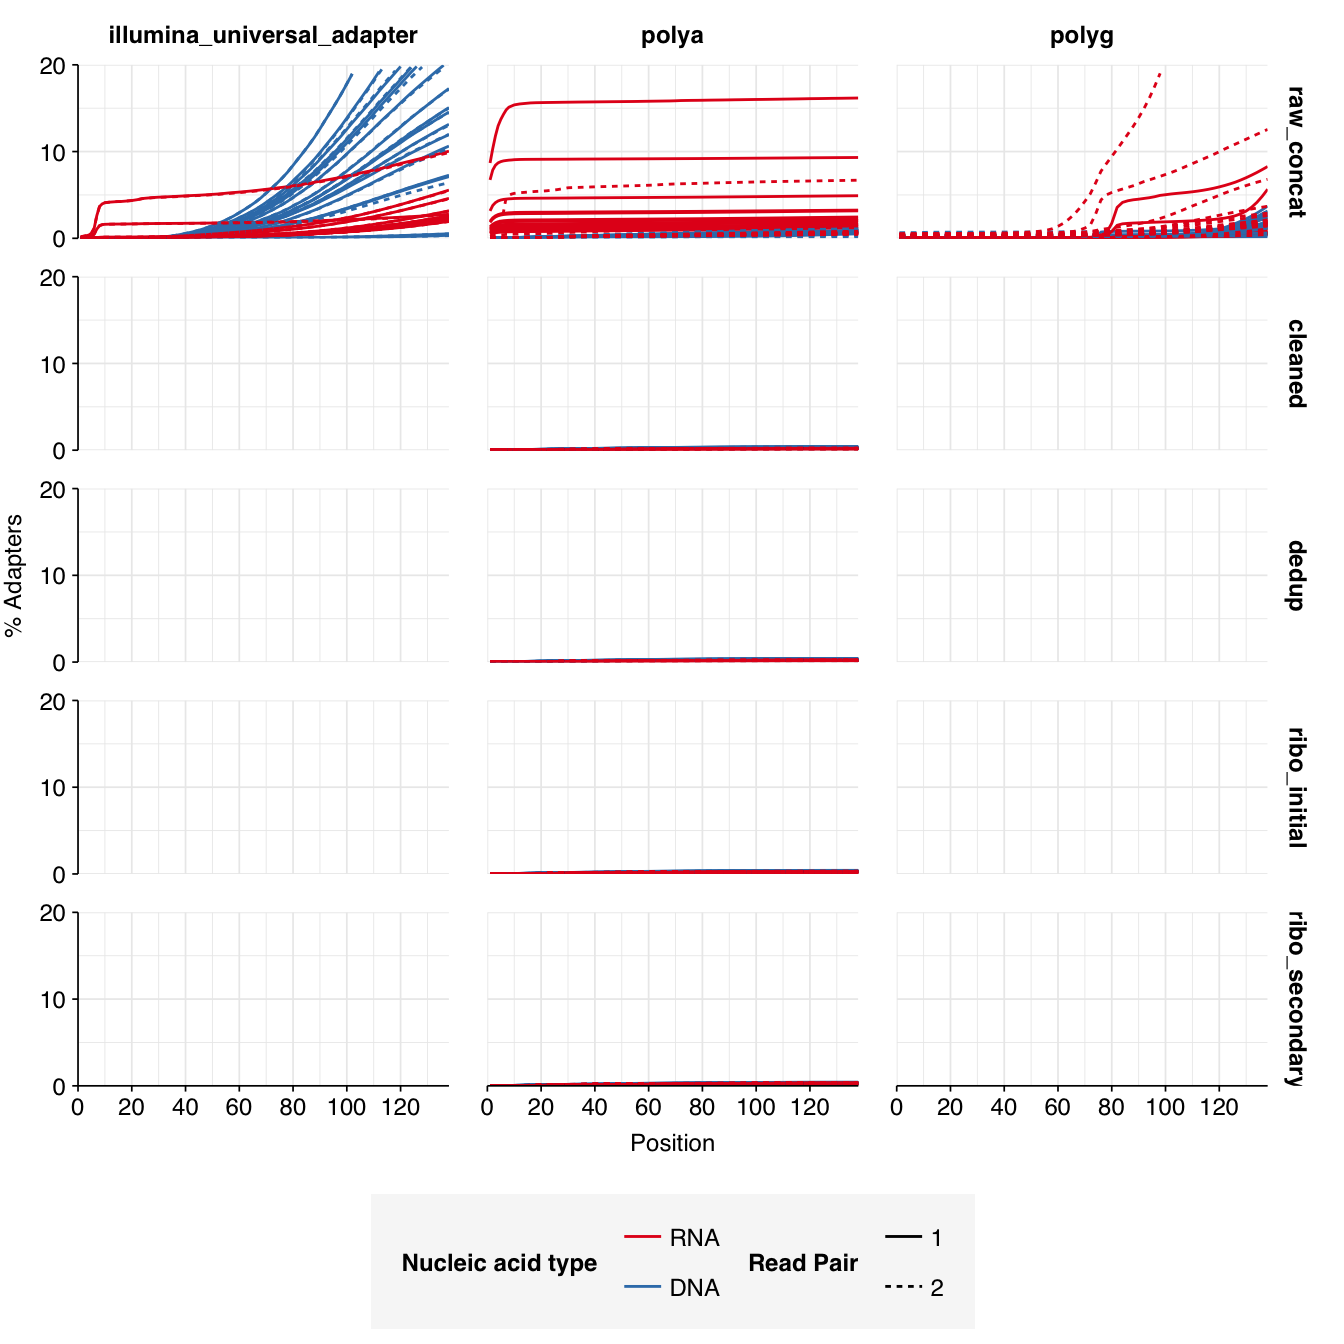 illumina_universal_adapter polya polyg
20
10
0
raw_concat
20
10
0
cleaned
% Adapters
20
10
0
dedup
20
10
0
ribo_initial
20
10
0
ribo_secondary
0 20 40 60 80 100 120 0 20 40 60 80 100 120 0 20 40 60 80 100 120
Position
Nucleic acid type
RNA
DNA
Read Pair
1
2